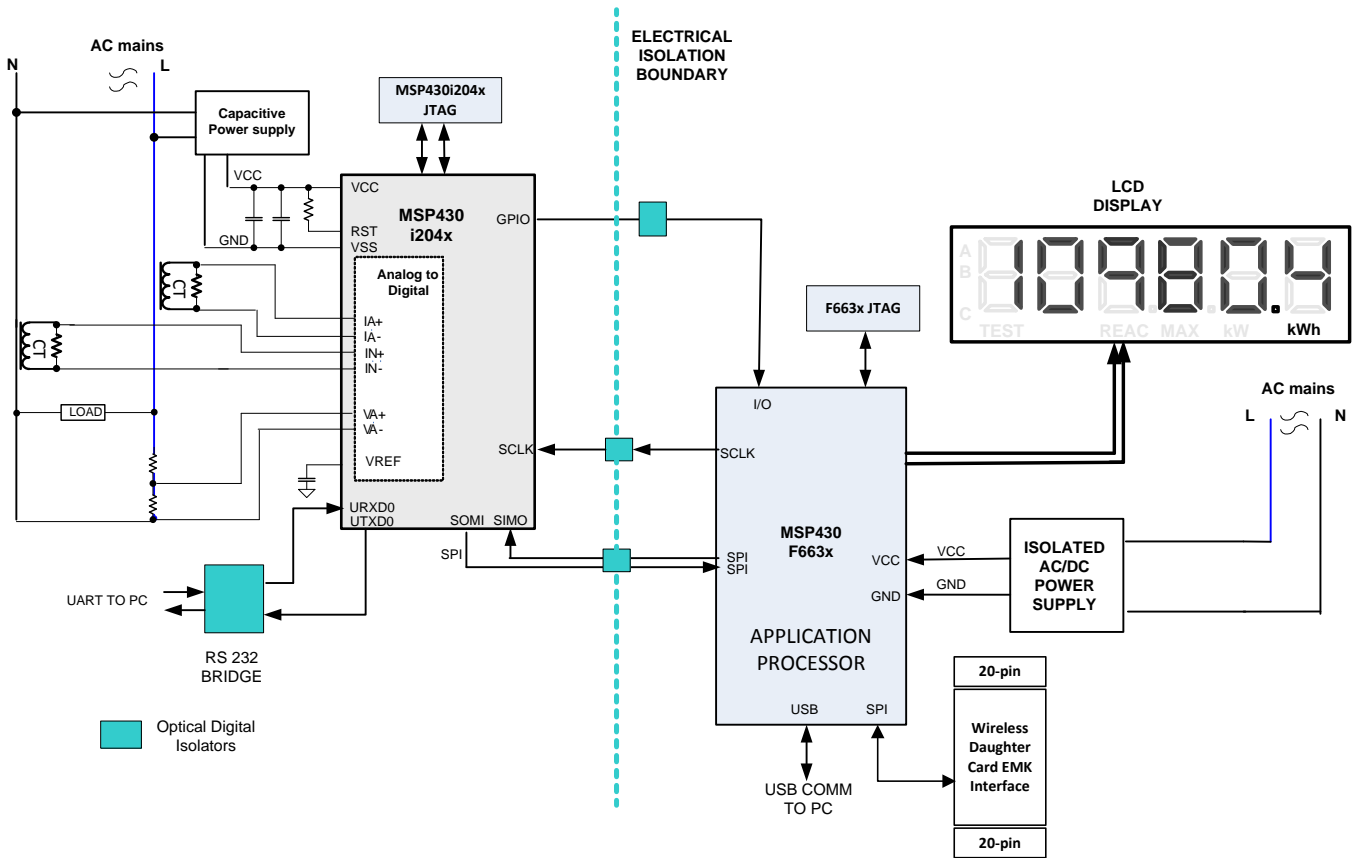 AC mains
N
L
ELECTRICAL
ISOLATION
BOUNDARY
Capacitive
Power supply
MSP430i204x
JTAG
VCC
GND
VCC
RST
VSS
MSP430
i204x
GPIO
Analog to
Digital
CT
CT
IA+
IA-
IN+
IN-
LOAD
VA+
VA-
VREF
SCLK
URXD0
UTXD0
SOMI
SIMO
SPI
UART TO PC
RS 232
BRIDGE
Optical Digital
Isolators
LCD
DISPLAY
A
B
C
10980.4
TEST
REAC
MAX
kW
kWh
F663x JTAG
I/O
SCLK
MSP430
F663x
SPI
SPI
VCC
GND
VCC
GND
APPLICATION
PROCESSOR
USB
SPI
USB COMM
TO PC
AC mains
L
N
ISOLATED
AC/DC
POWER
SUPPLY
20-pin
Wireless
Daughter
Card EMK
Interface
20-pin